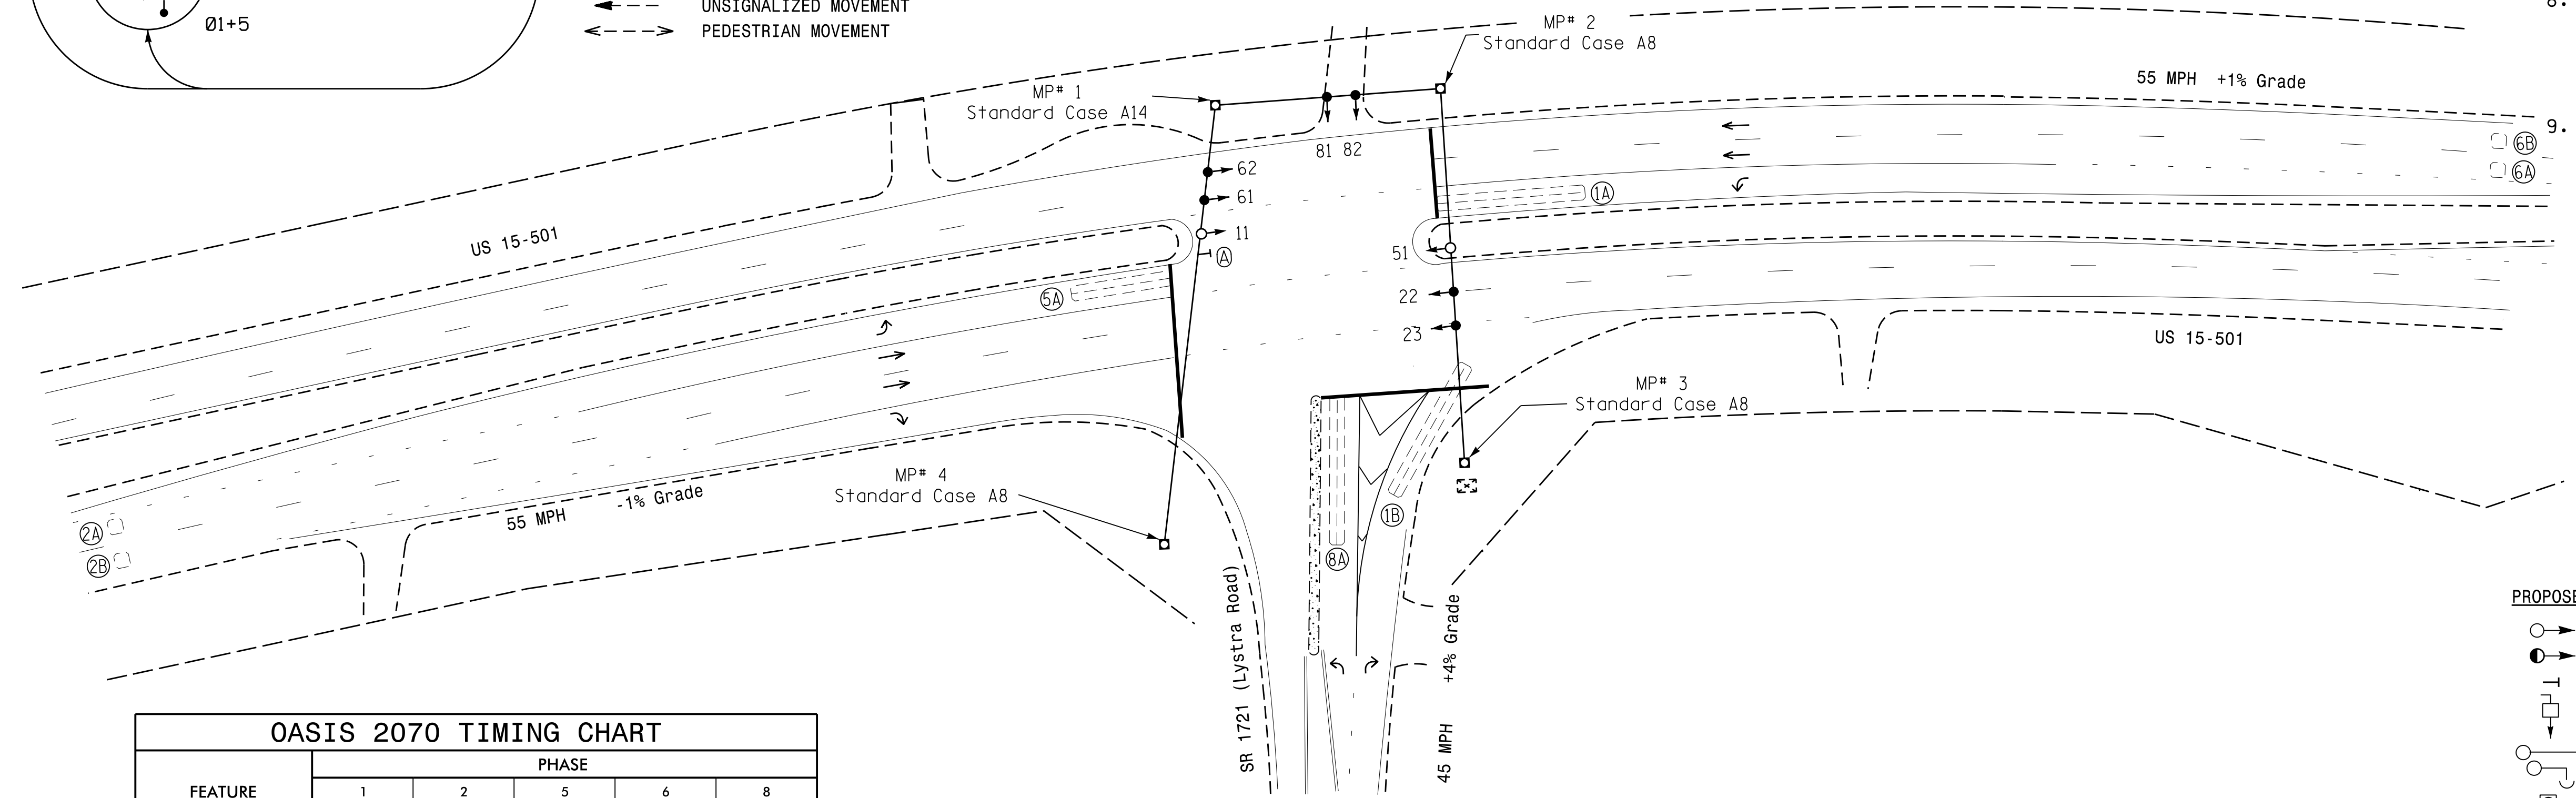 UNSIGNALIZED MOVEMENT
Ø1+5
PEDESTRIAN MOVEMENT
8.
MP# 2
Standard Case A8
55 MPH +1% Grade
MP# 1
Standard Case A14
9.
81 82
6B
62
6A
61
1A
11
US 15-501
51
A
5A
22
23
US 15-501
MP# 3
Standard Case A8
MP# 4
Standard Case A8
55 MPH -1% Grade
1B
2A
8A
2B
SR 1721 (Lystra Road)
45 MPH +4% Grade
PROPOSE
OASIS 2070 TIMING CHART
PHASE
FEATURE
1 2 5 6 8